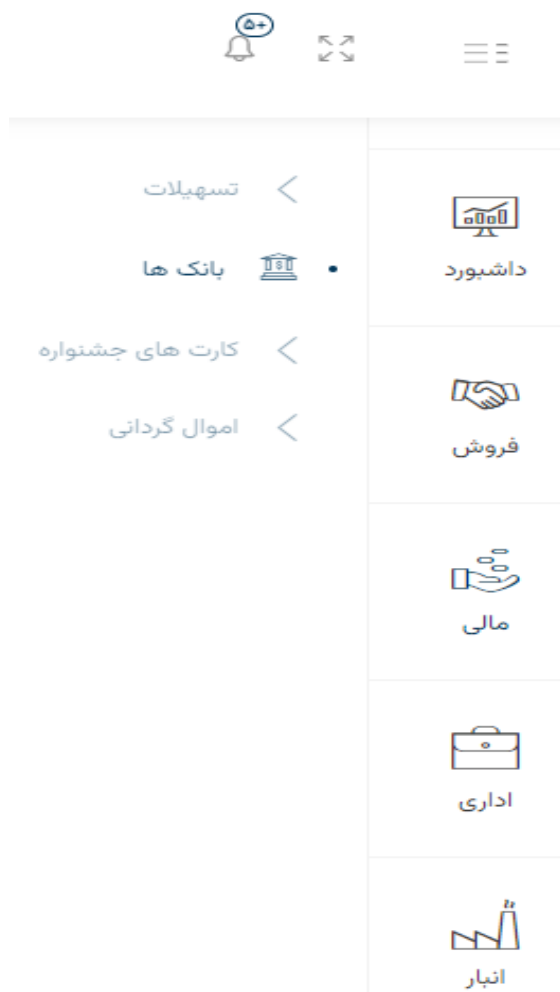 +۵
داشبورد
فروش
مالی
اداری
انبار
تسهیلات
بانک ها
کارت های جشنواره
اموال گردانی